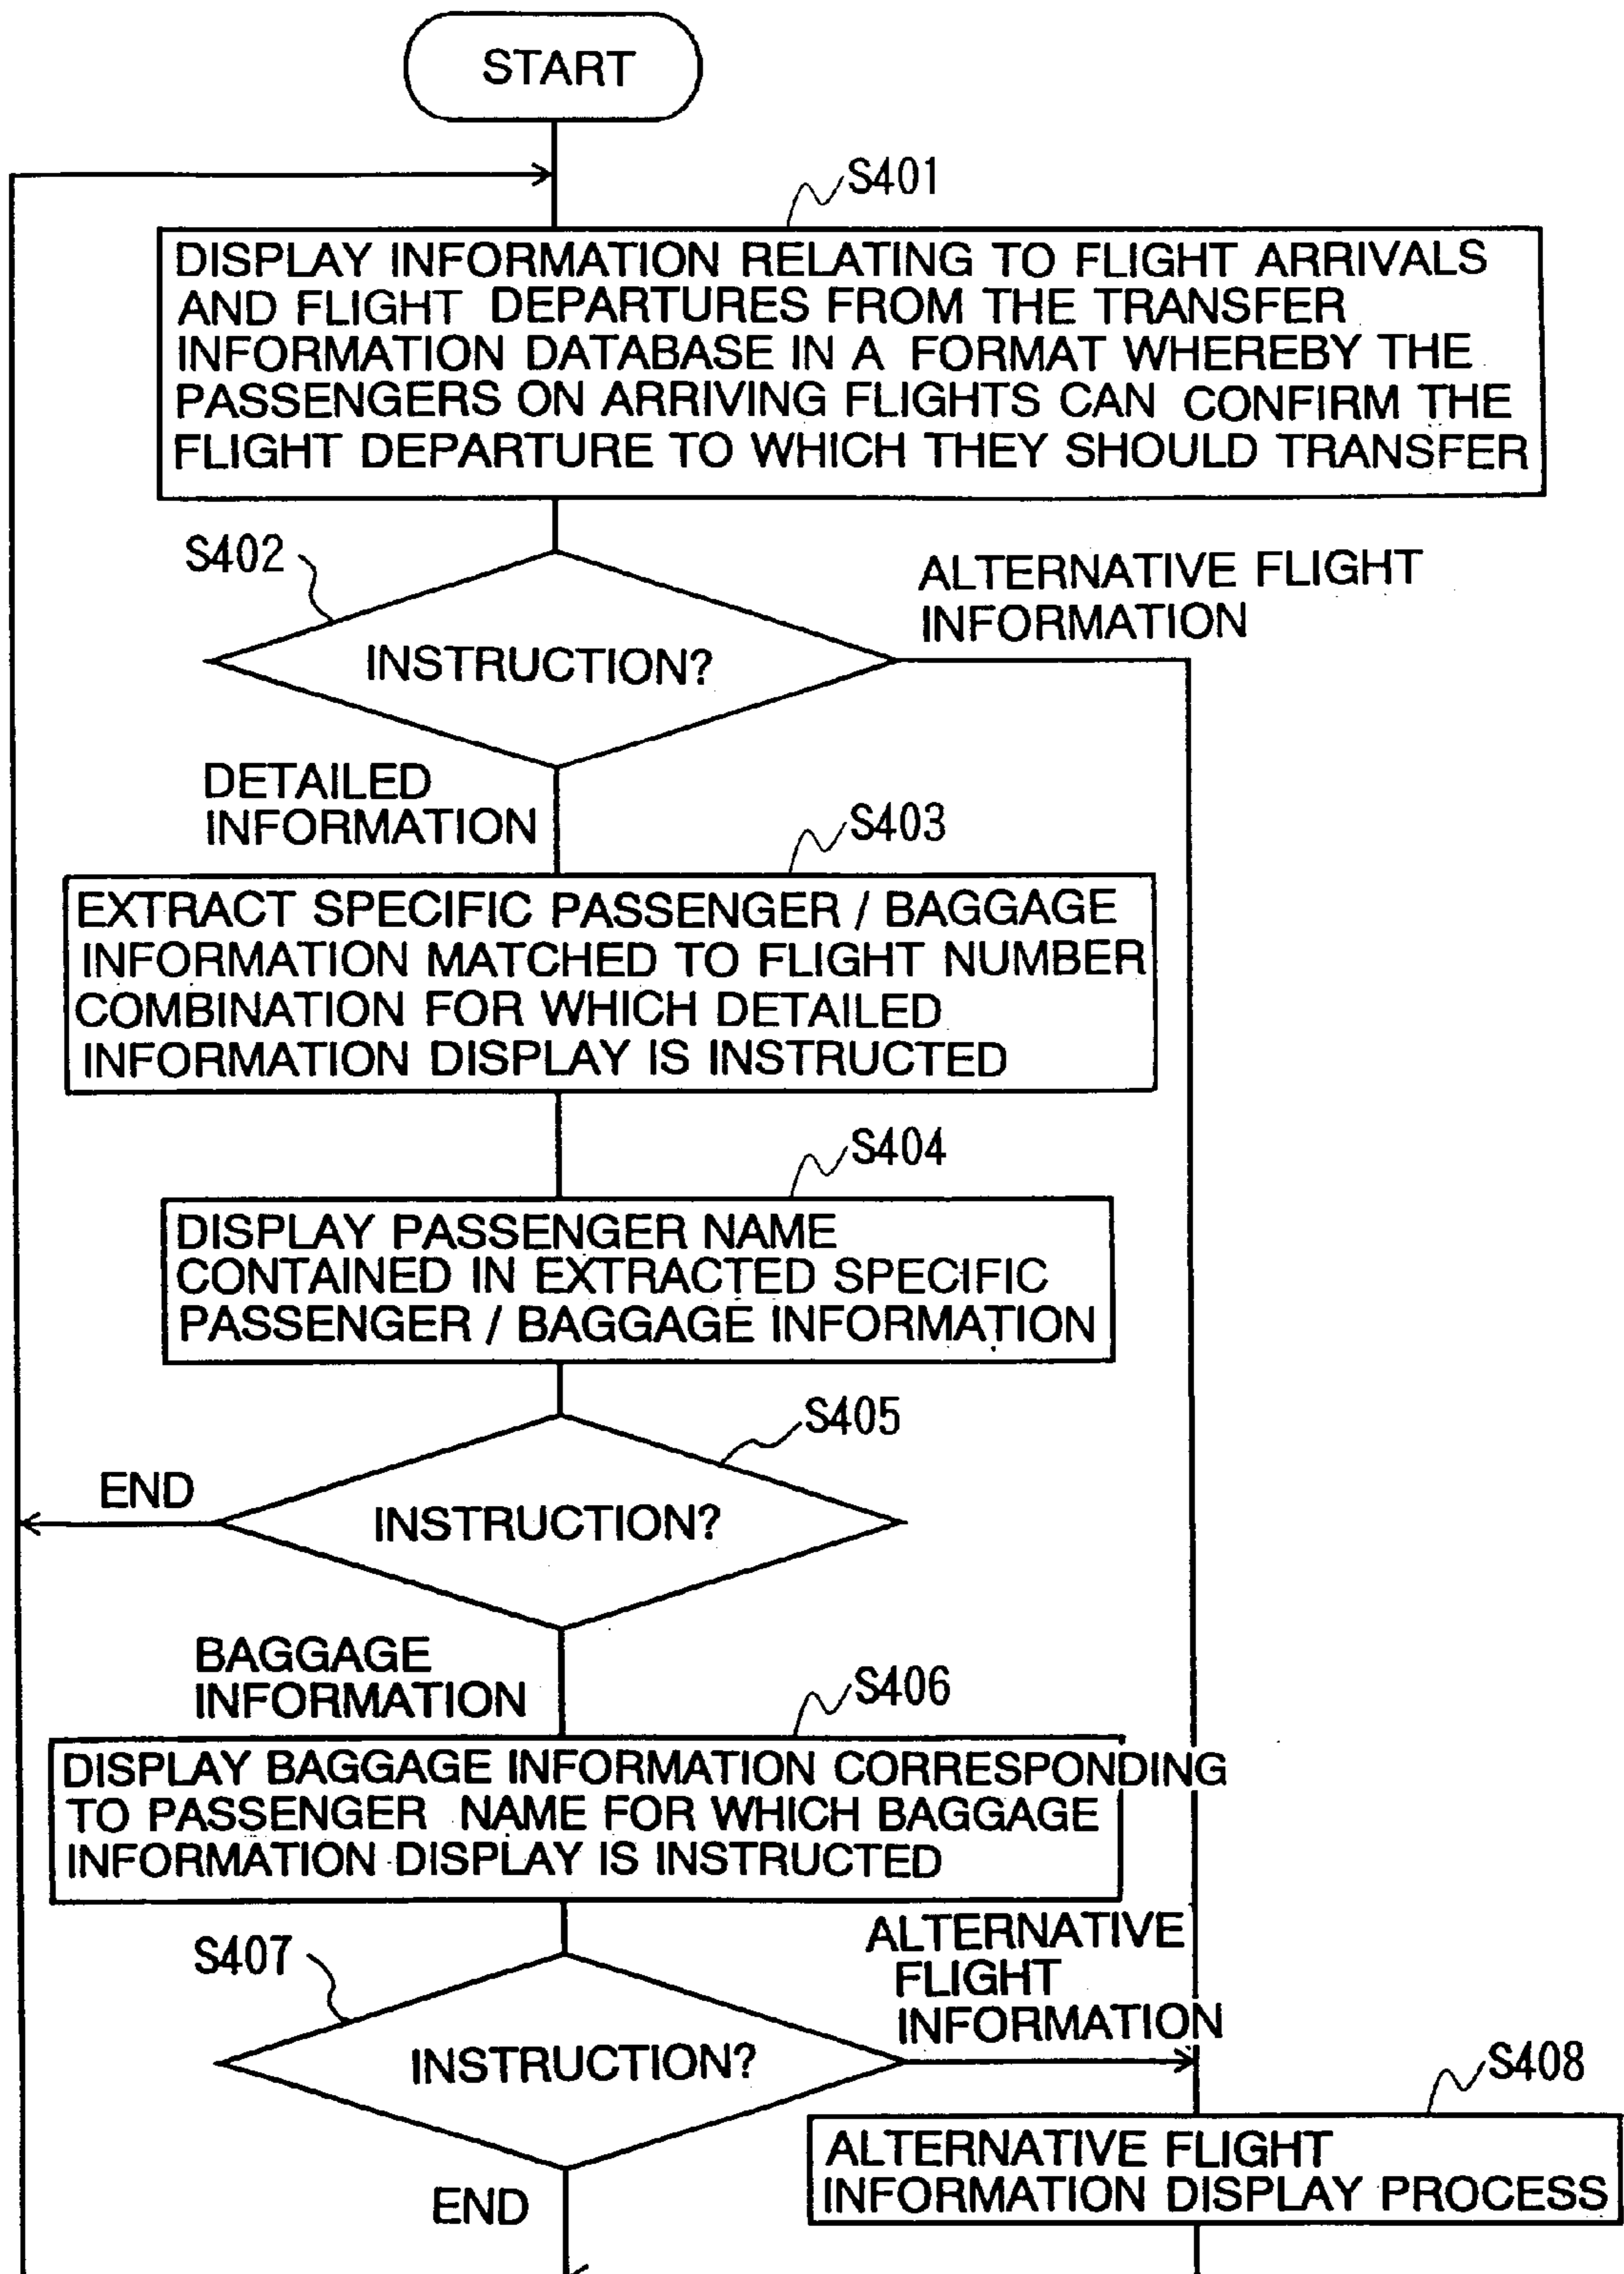 START
S401
DISPLAY INFORMATION RELATING TO FLIGHT ARRIVALS
AND FLIGHT DEPARTURES FROM THE TRANSFER
INFORMATION DATABASE IN A FORMAT WHEREBY THE
PASSENGERS ON ARRIVING FLIGHTS CAN CONFIRM THE
FLIGHT DEPARTURE TO WHICH THEY SHOULD TRANSFER
S402
INSTRUCTION?
ALTERNATIVE FLIGHT
INFORMATION
DETAILED
INFORMATION
S403
EXTRACT SPECIFIC PASSENGER / BAGGAGE
INFORMATION MATCHED TO FLIGHT NUMBER
COMBINATION FOR WHICH DETAILED
INFORMATION DISPLAY IS INSTRUCTED
S404
DISPLAY PASSENGER NAME
CONTAINED IN EXTRACTED SPECIFIC
PASSENGER / BAGGAGE INFORMATION
S405
END
INSTRUCTION?
BAGGAGE
INFORMATION
S406
DISPLAY BAGGAGE INFORMATION CORRESPONDING
TO PASSENGER NAME FOR WHICH BAGGAGE
INFORMATION DISPLAY IS INSTRUCTED
S407
INSTRUCTION?
ALTERNATIVE
FLIGHT
INFORMATION
S408
ALTERNATIVE FLIGHT
INFORMATION DISPLAY PROCESS
END